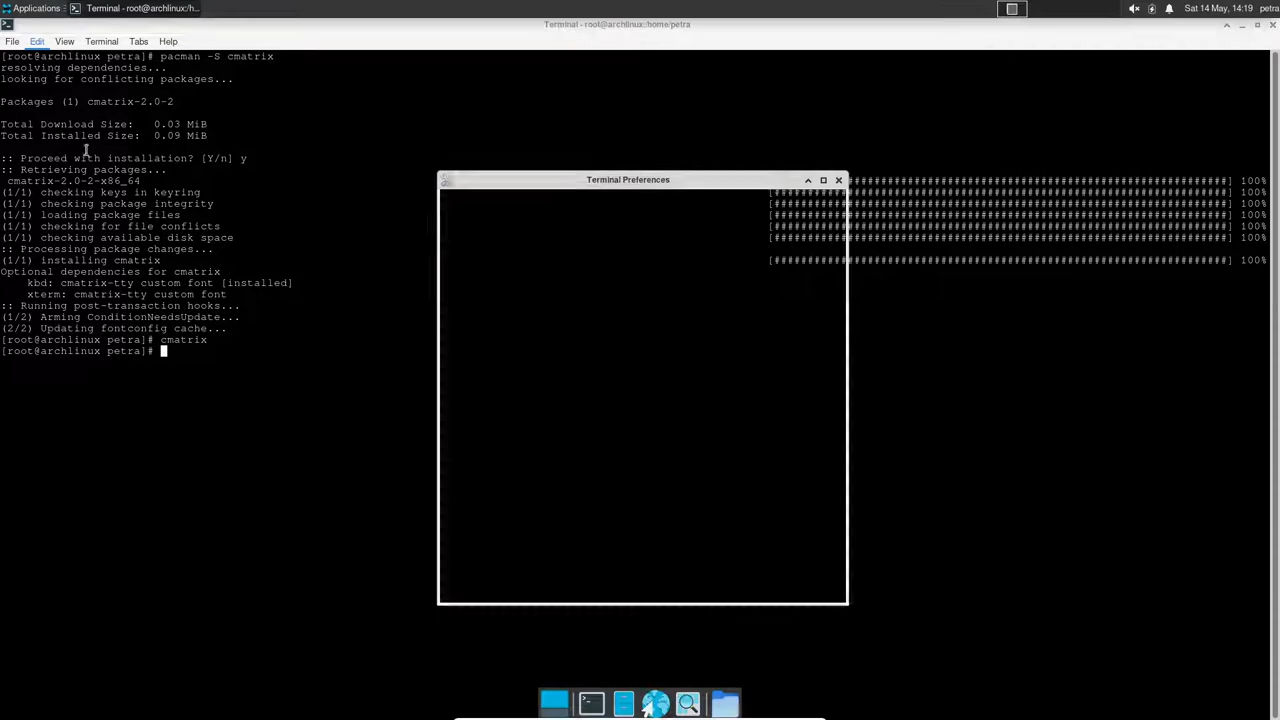 Applications
Terminal - root@archlinux:/h...
Sat 14 May, 14:19 petra
Terminal - root@archlinux:/home/petra
File Edit View Terminal Tabs Help
[root@archlinux petra]# pacman -S cmatrix
resolving dependencies...
looking for conflicting packages...
Packages (1) cmatrix-2.0-2
Total Download Size: 0.03 MiB
Total Installed Size: 0.09 MiB
:: Proceed with installation? [Y/n] y
:: Retrieving packages...
cmatrix-2.0-2-x86_64 [######################################################################] 100%
(1/1) checking keys in keyring [######################################################################] 100%
(1/1) checking package integrity [######################################################################] 100%
(1/1) loading package files [######################################################################] 100%
(1/1) checking for file conflicts [######################################################################] 100%
(1/1) checking available disk space [######################################################################] 100%
:: Processing package changes...
(1/1) installing cmatrix [######################################################################] 100%
Optional dependencies for cmatrix
kbd: cmatrix-tty custom font [installed]
xterm: cmatrix-tty custom font
:: Running post-transaction hooks...
(1/2) Arming ConditionNeedsUpdate...
(2/2) Updating fontconfig cache...
[root@archlinux petra]# cmatrix
[root@archlinux petra]#
Terminal Preferences